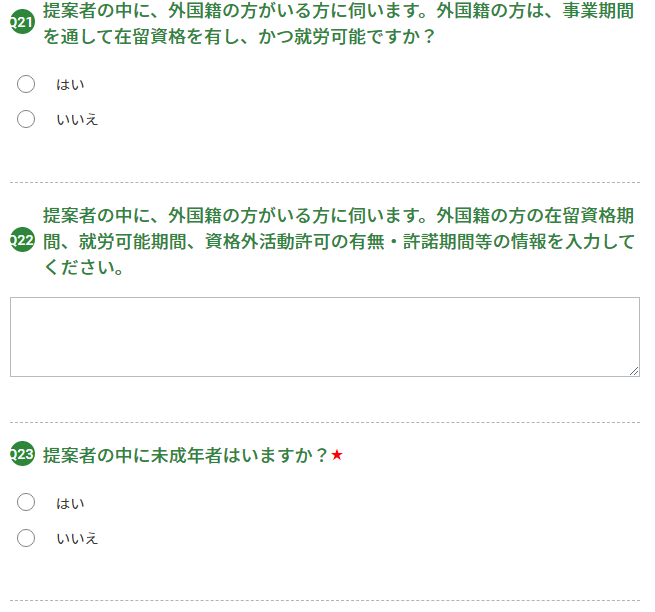 Q21
提案者の中に、外国籍の方がいる方に伺います。外国籍の方は、事業期間
を通して在留資格を有し、かつ就労可能ですか？
はい
いいえ
Q22
提案者の中に、外国籍の方がいる方に伺います。外国籍の方の在留資格期
間、就労可能期間、資格外活動許可の有無・許諾期間等の情報を入力して
ください。
Q23 提案者の中に未成年者はいますか？★
はい
いいえ